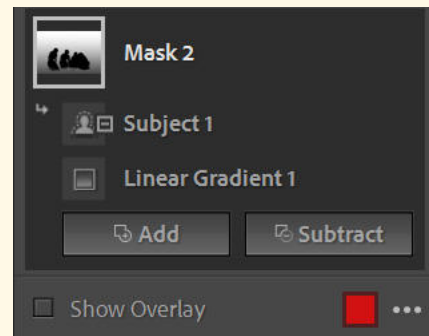 Mask 2
Subject 1
Linear Gradient 1
Add Subtract
Show Overlay